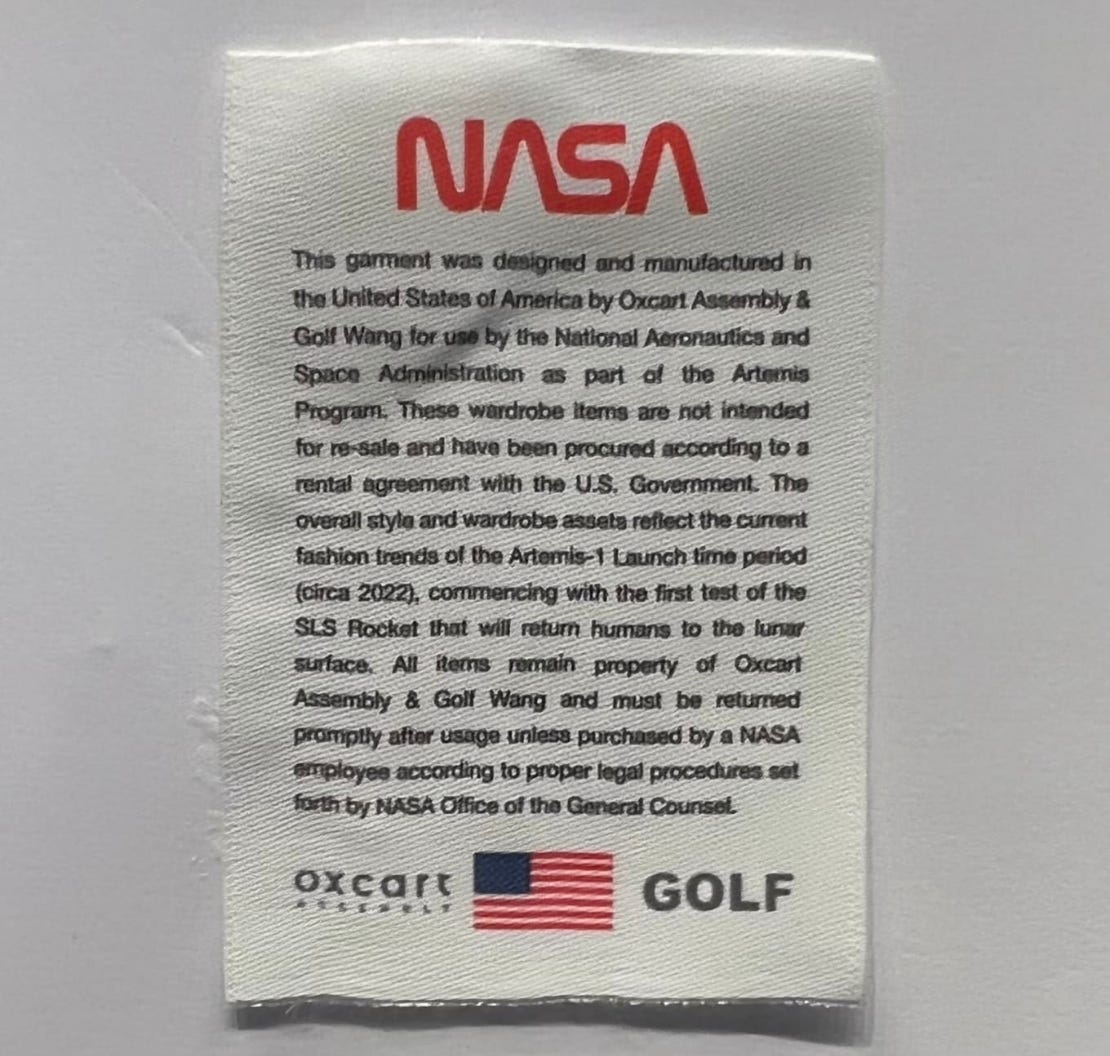 NASA
This garment was designed and manufactured in
the United States of America by Oxcart Assembly &
Golf Wang for use by the National Aeronautics and
Space Administration as part of the Artemis
Program. These wardrobe items are not intended
for re-sale and have been procured according to a
rental agreement with the U.S. Government. The
overall style and wardrobe assets reflect the current
fashion trends of the Artemis-1 Launch time period
(circa 2022), commencing with the first test of the
SLS Rocket that will return humans to the lunar
surface. All items remain property of Oxcart
Assembly & Golf Wang and must be returned
promptly after usage unless purchased by a NASA
employee according to proper legal procedures set
forth by NASA Office of the General Counsel.
oxcart GOLF
ASSEMBLY